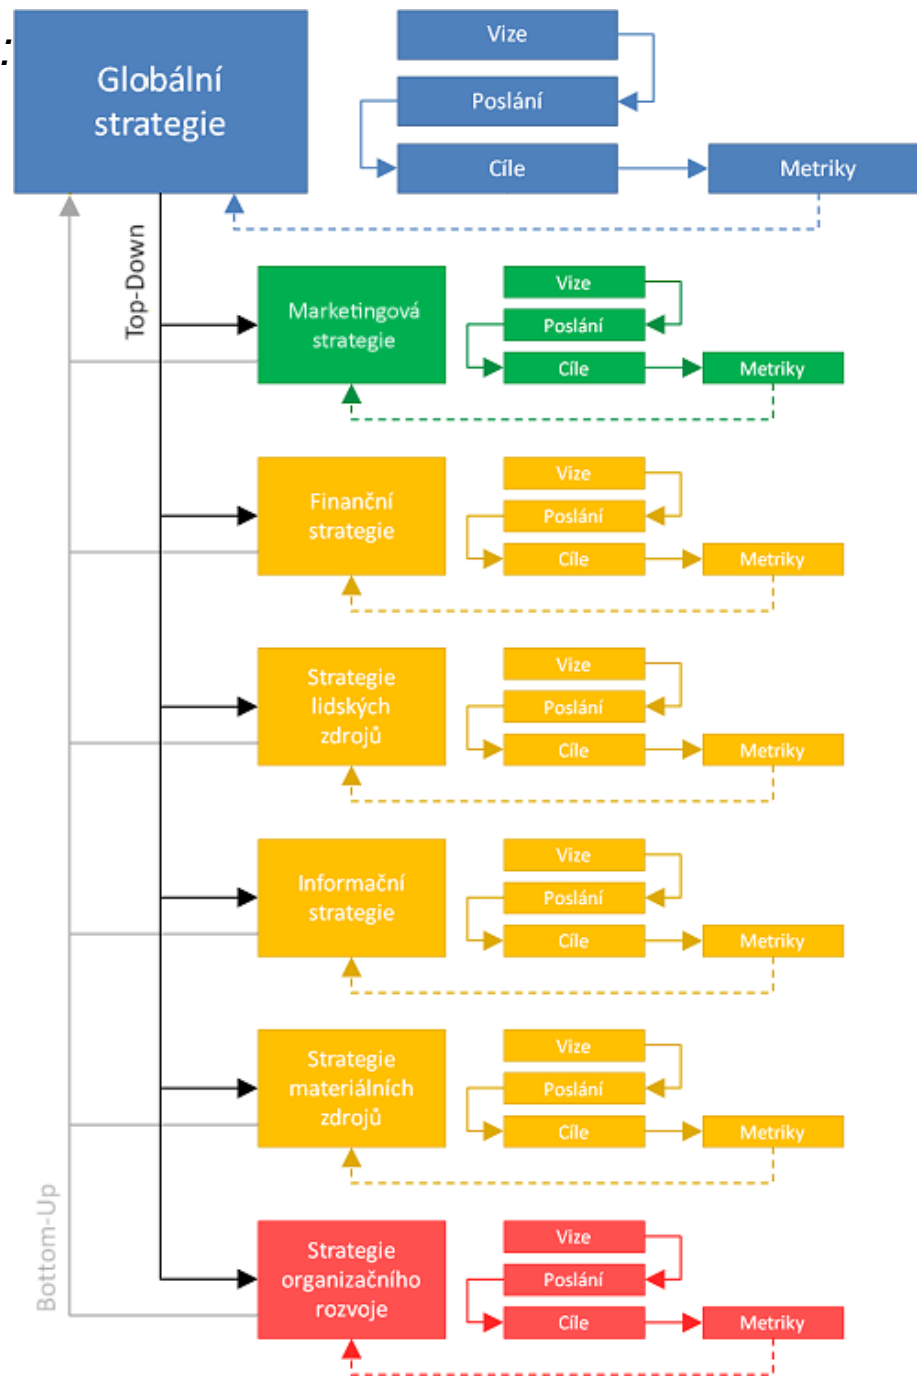 :
Globální
strategie
Vize
Poslání
Cíle
Metriky
Top-Down
Marketingová
strategie
Vize
Poslání
Cíle
Metriky
Finanční
strategie
Vize
Poslání
Cíle
Metriky
Strategie
lidských
zdrojů
Vize
Poslání
Cíle
Metriky
Informační
strategie
Vize
Poslání
Cíle
Metriky
Strategie
materiálních
zdrojů
Vize
Poslání
Cíle
Metriky
Bottom-Up
Strategie
organizačního
rozvoje
Vize
Poslání
Cíle
Metriky